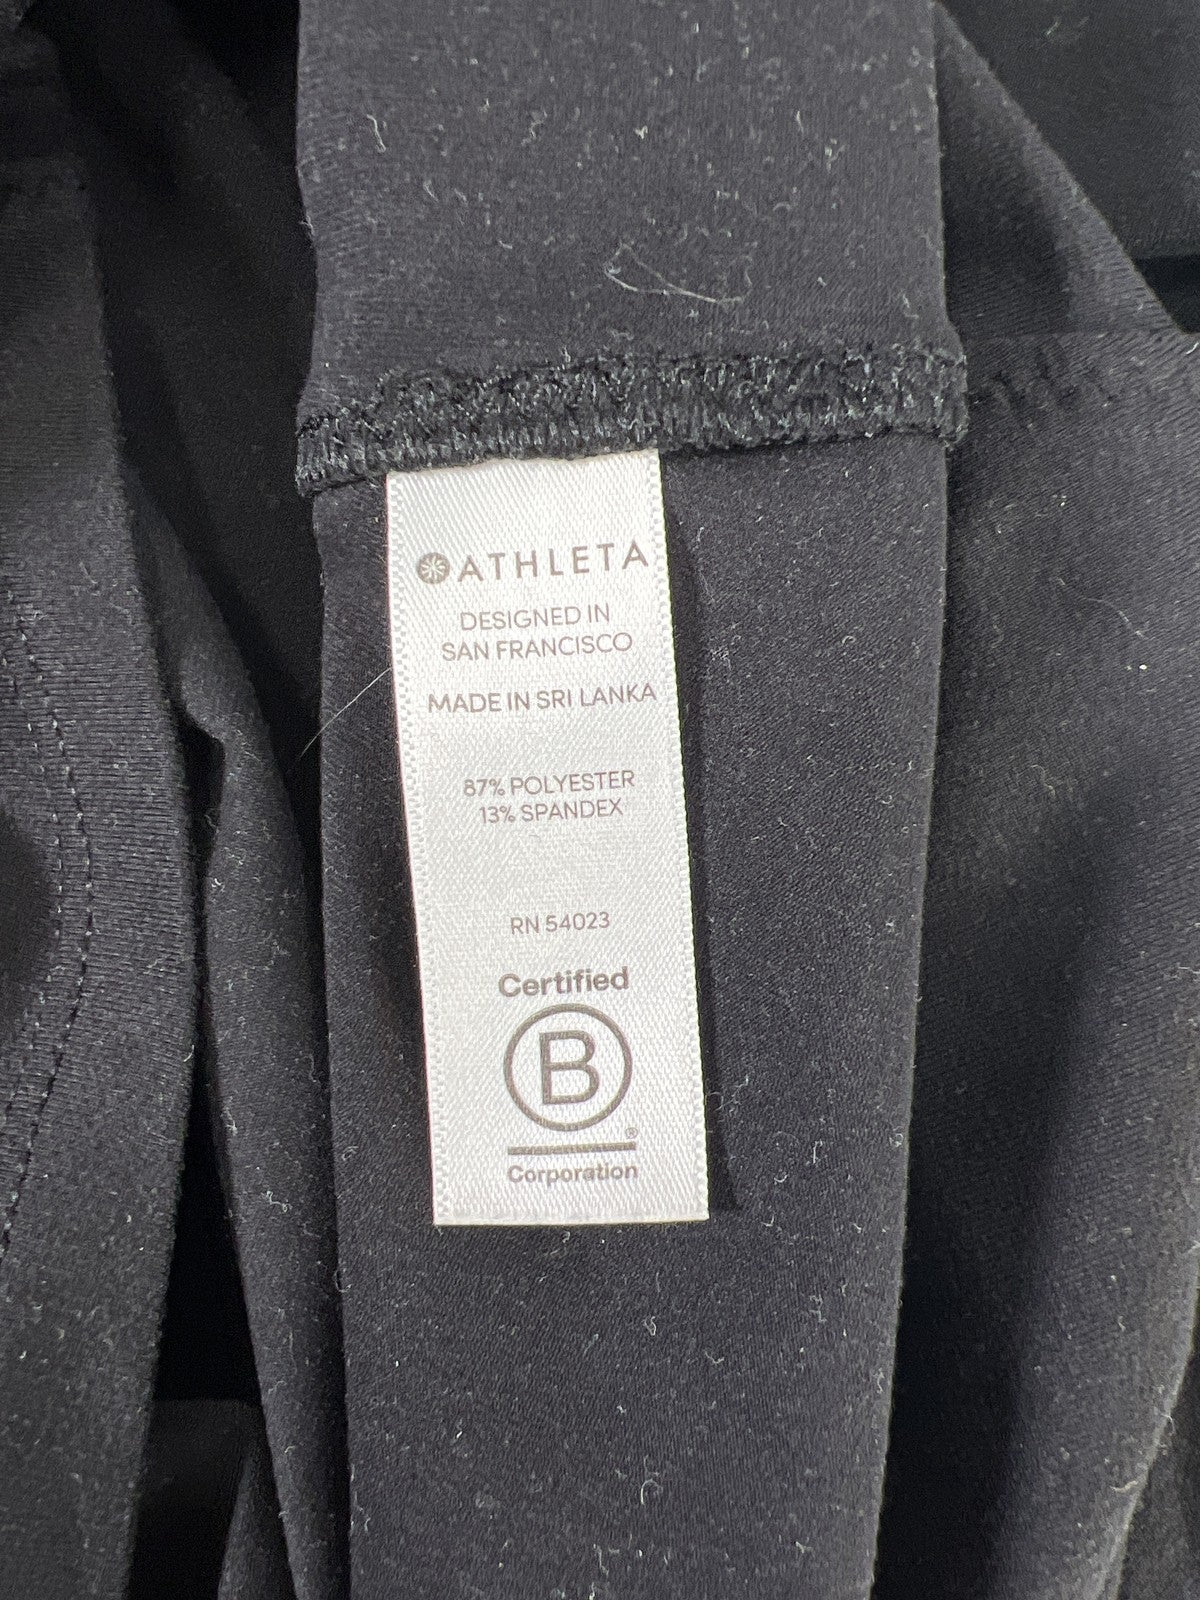 ATHLETA
DESIGNED IN
SAN FRANCISCO
MADE IN SRI LANKA
87% POLYESTER
13% SPANDEX
RN 54023
Certified
B
®
Corporation